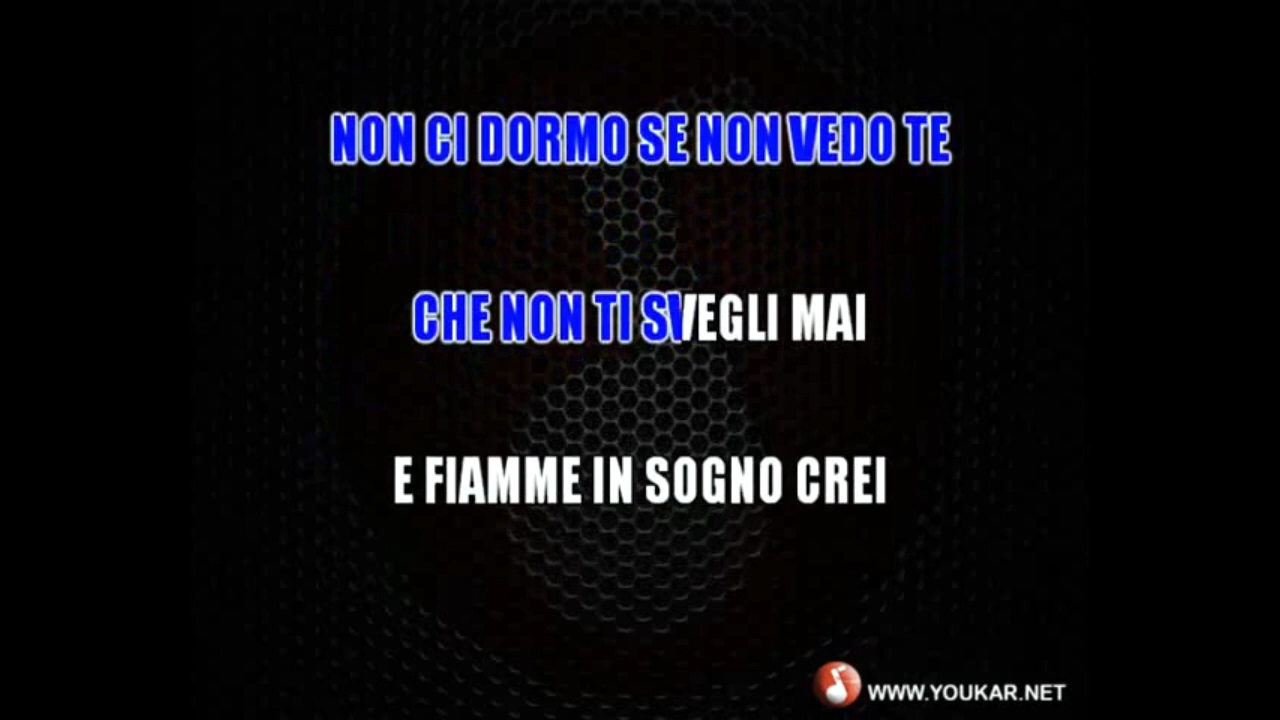 NON CI DORMO SE NON VEDO TE
CHE NON TI SVEGLI MAI
E FIAMME IN SOGNO CREI
WWW.YOUKAR.NET